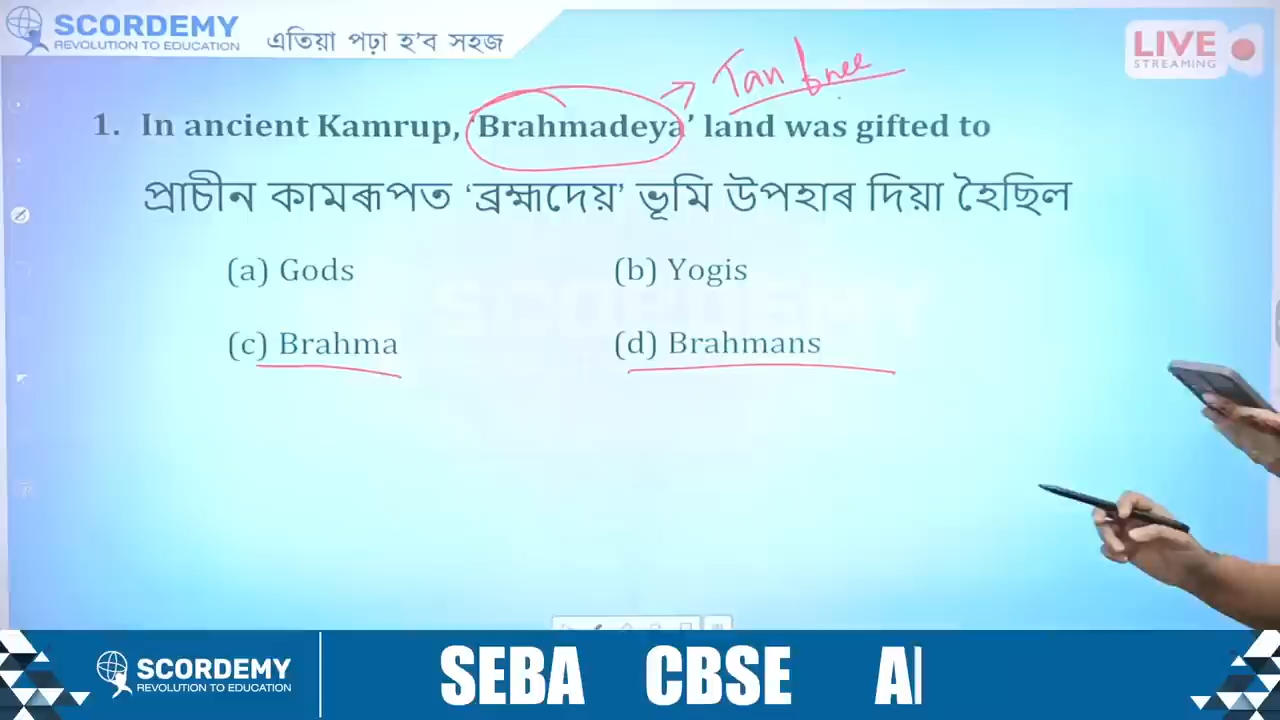 SCORDEMY
REVOLUTION TO EDUCATION
এতিয়া পঢ়া হ'ব সহজ
LIVE
STREAMING
Tax free
1. In ancient Kamrup, 'Brahmadeya' land was gifted to
প্ৰাচীন কামৰূপত 'ব্ৰহ্মদেয়' ভূমি উপহাৰ দিয়া হৈছিল
(a) Gods
(b) Yogis
(c) Brahma
(d) Brahmans
SCORDEMY
REVOLUTION TO EDUCATION
SEBA CBSE